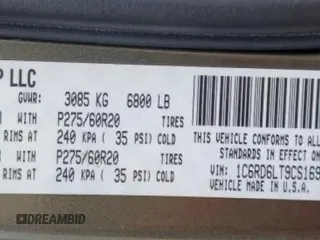 P LLC
GVWR: 3085 KG 6800 LB
WITH P275/60R20 TIRES
RIMS AT 240 KPA ( 35 PSI) COLD
WITH P275/60R20 TIRES
RIMS AT 240 KPA ( 35 PSI) COLD
THIS VEHICLE CONFORMS TO
STANDARDS IN EFFECT ON
VIN: 1C6RD6LT9CS169
VEHICLE MADE IN U.S.A.
DREAMBID